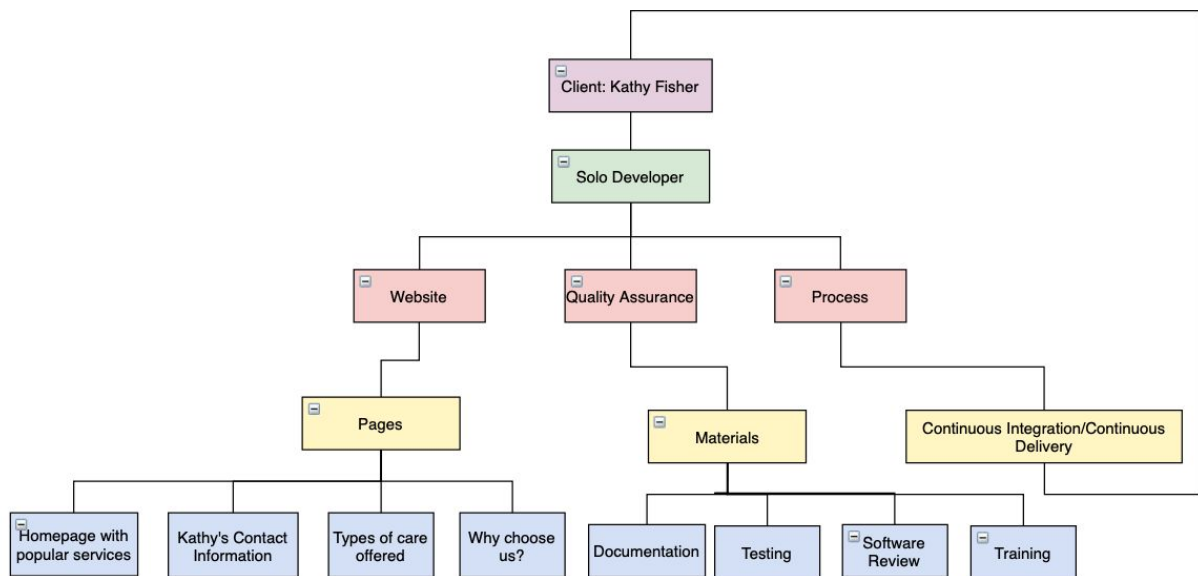 Client: Kathy Fisher
Solo Developer
Website
Quality Assurance
Process
Pages
Materials
Continuous Integration/Continuous
Delivery
Homepage with
popular services
Kathy's Contact
Information
Types of care
offered
Why choose
us?
Documentation
Testing
Software
Review
Training